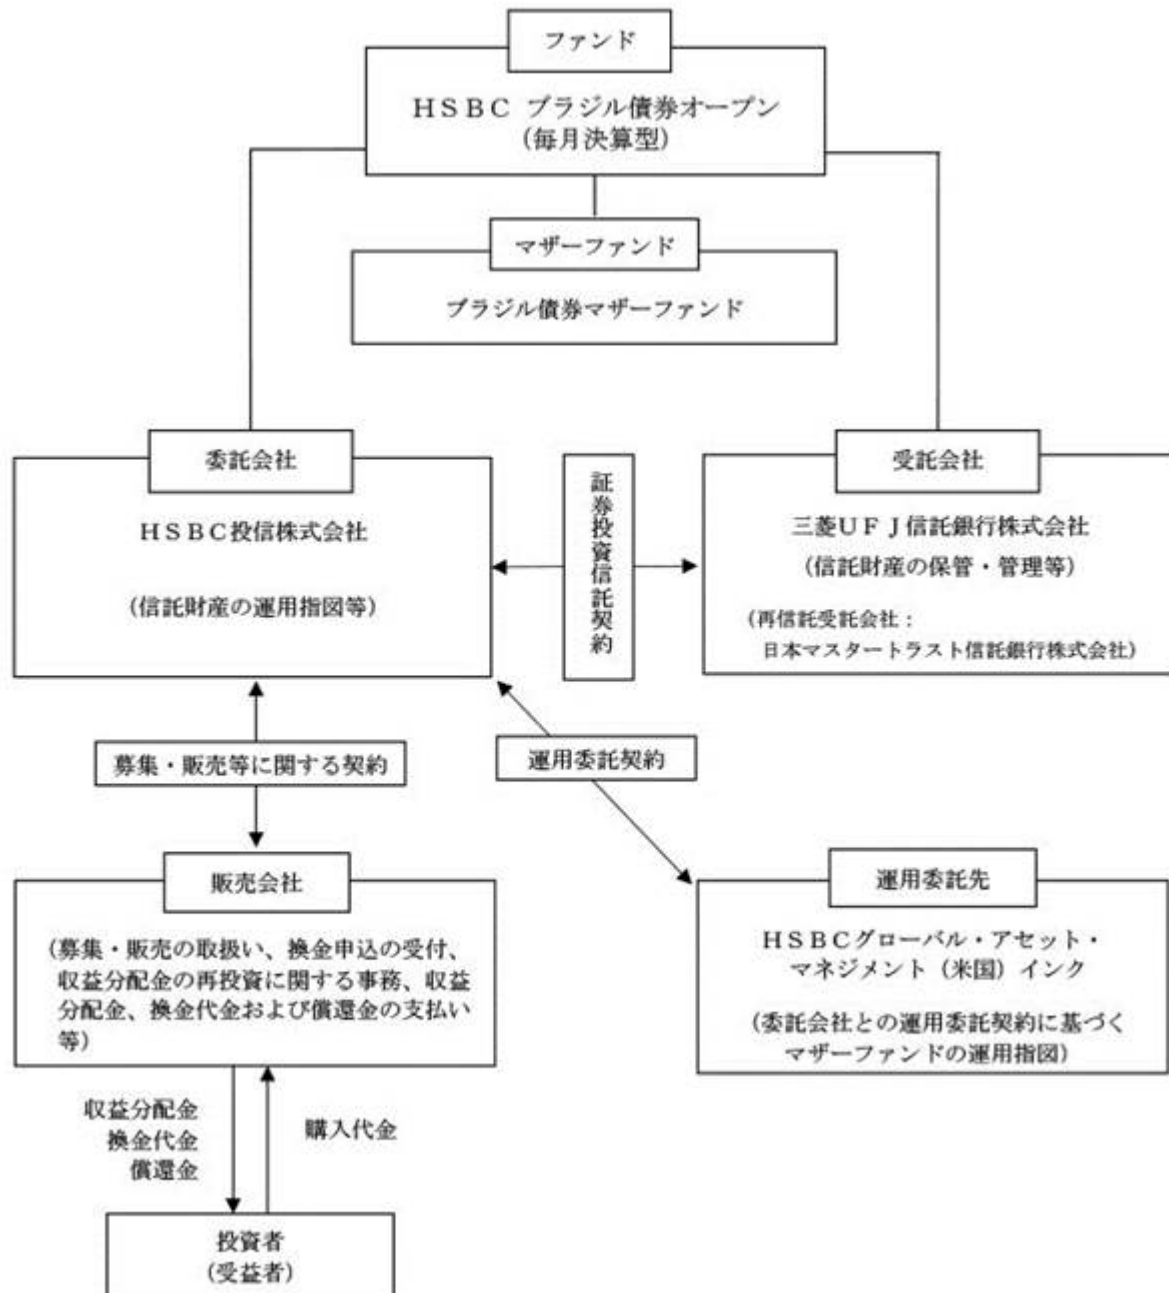 ファンド
HSBC ブラジル債券オープン
(毎月決算型)
マザーファンド
ブラジル債券マザーファンド
委託会社
HSBC投信株式会社
(信託財産の運用指図等)
証券投資信託契約
受託会社
三菱UFJ信託銀行株式会社
(信託財産の保管・管理等)
(再信託受託会社:
日本マスタートラスト信託銀行株式会社)
募集・販売等に関する契約
運用委託契約
販売会社
(募集・販売の取扱い、換金申込の受付、
収益分配金の再投資に関する事務、収益
分配金、換金代金および償還金の支払い
等)
運用委託先
HSBCグローバル・アセット・
マネジメント(米国)インク
(委託会社との運用委託契約に基づく
マザーファンドの運用指図)
収益分配金
換金代金
償還金
購入代金
投資者
(受益者)